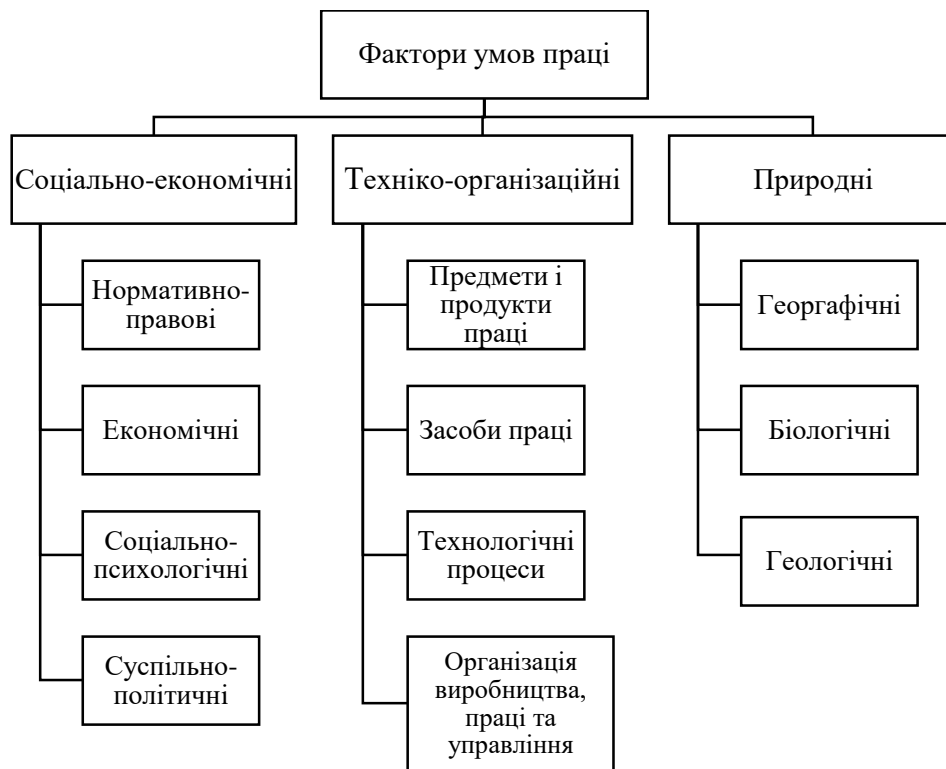 Фактори умов праці
Соціально-економічні
Техніко-організаційні
Природні
Нормативно-
правові
Економічні
Соціально-
психологічні
Суспільно-
політичні
Предмети і
продукти
праці
Засоби праці
Технологічні
процеси
Організація
виробництва,
праці та
управління
Георгафічні
Біологічні
Геологічні